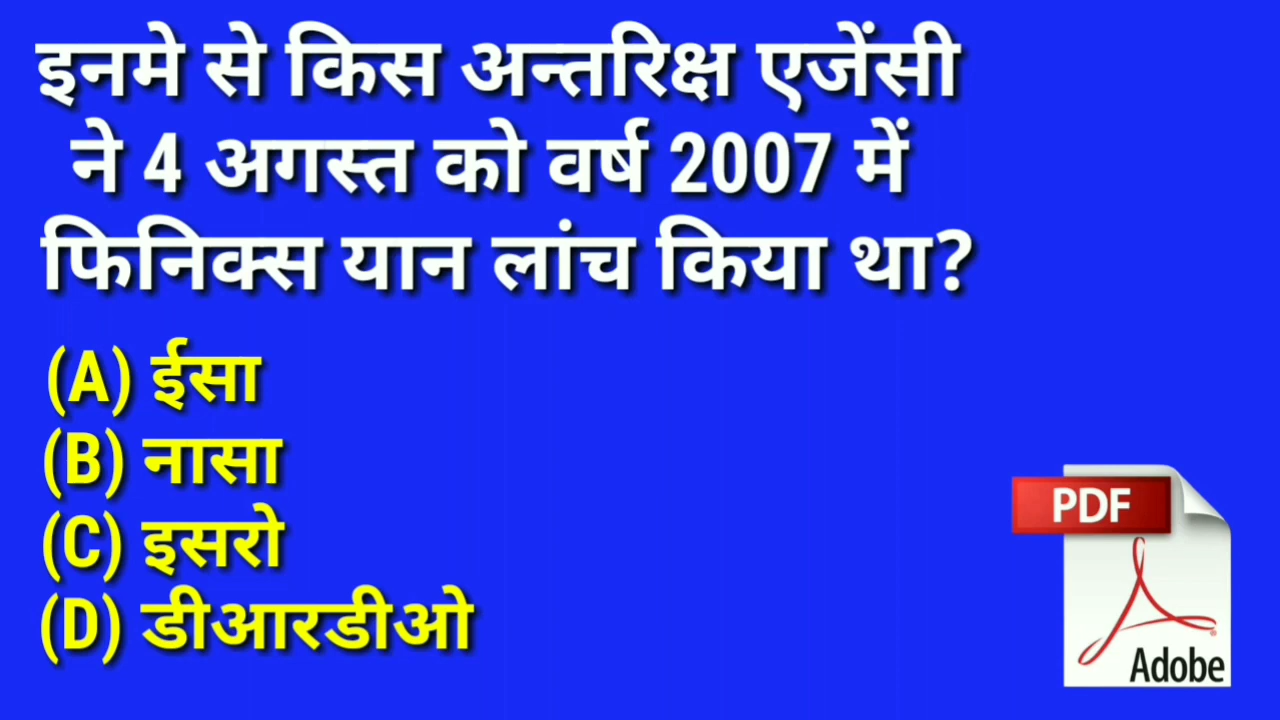 इनमे से किस अन्तरिक्ष एजेंसी
ने 4 अगस्त को वर्ष 2007 में
फिनिक्स यान लांच किया था?
(A) ईसा
(B) नासा
(C) इसरो
(D) डीआरडीओ
PDF
Adobe